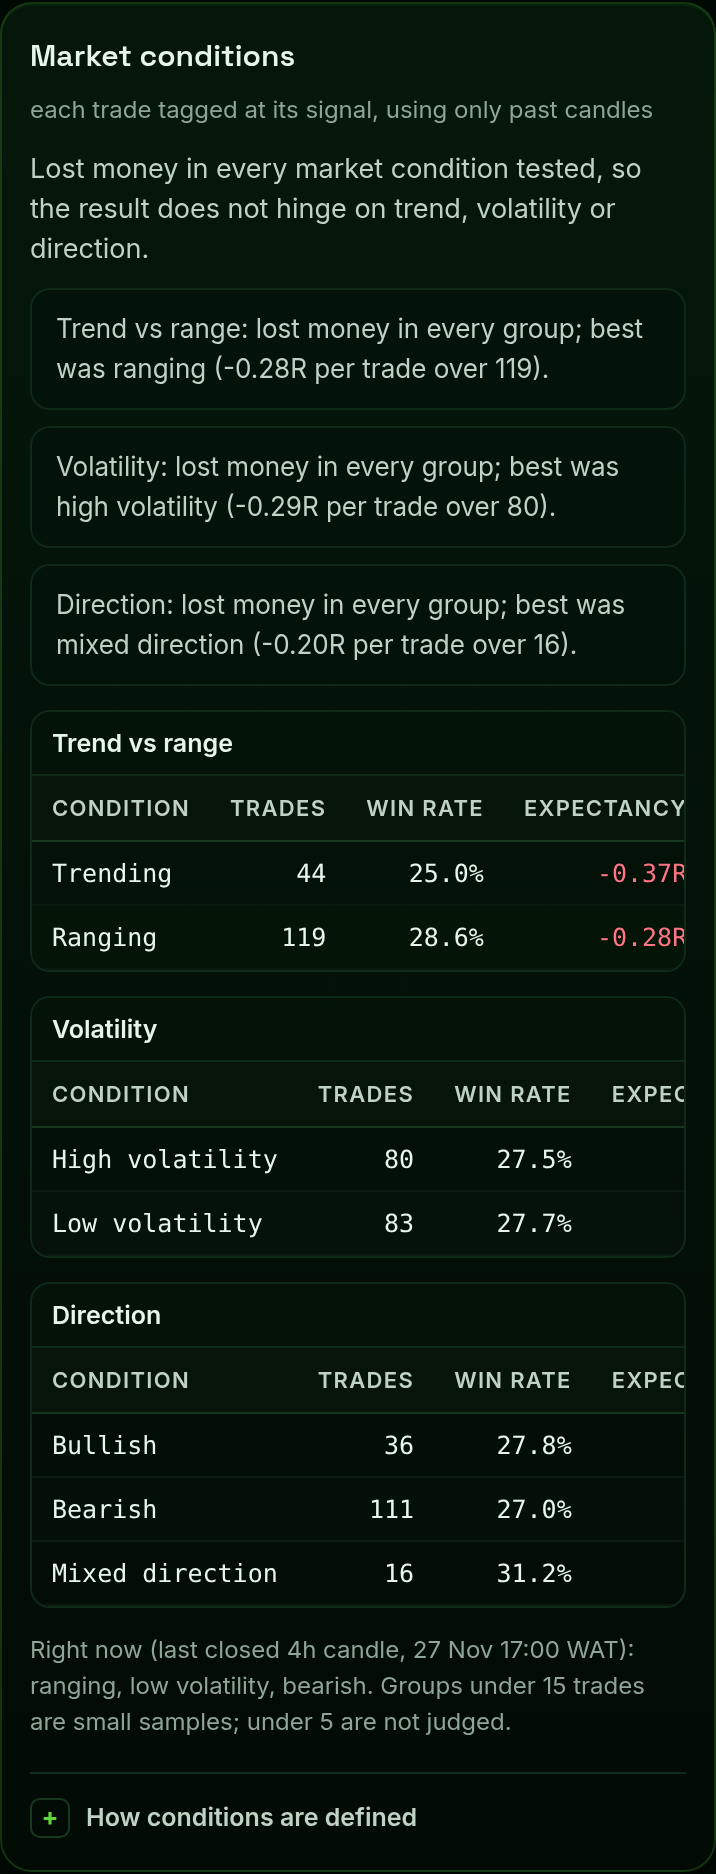 Market conditions
each trade tagged at its signal, using only past candles
Lost money in every market condition tested, so
the result does not hinge on trend, volatility or
direction.
Trend vs range: lost money in every group; best
was ranging (-0.28R per trade over 119).
Volatility: lost money in every group; best was
high volatility (-0.29R per trade over 80).
Direction: lost money in every group; best was
mixed direction (-0.20R per trade over 16).
Trend vs range
CONDITION TRADES WIN RATE EXPECTANCY
Trending 44 25.0% -0.37R
Ranging 119 28.6% -0.28R
Volatility
CONDITION TRADES WIN RATE EXPEC
High volatility 80 27.5%
Low volatility 83 27.7%
Direction
CONDITION TRADES WIN RATE EXPEC
Bullish 36 27.8%
Bearish 111 27.0%
Mixed direction 16 31.2%
Right now (last closed 4h candle, 27 Nov 17:00 WAT):
ranging, low volatility, bearish. Groups under 15 trades
are small samples; under 5 are not judged.
+ How conditions are defined